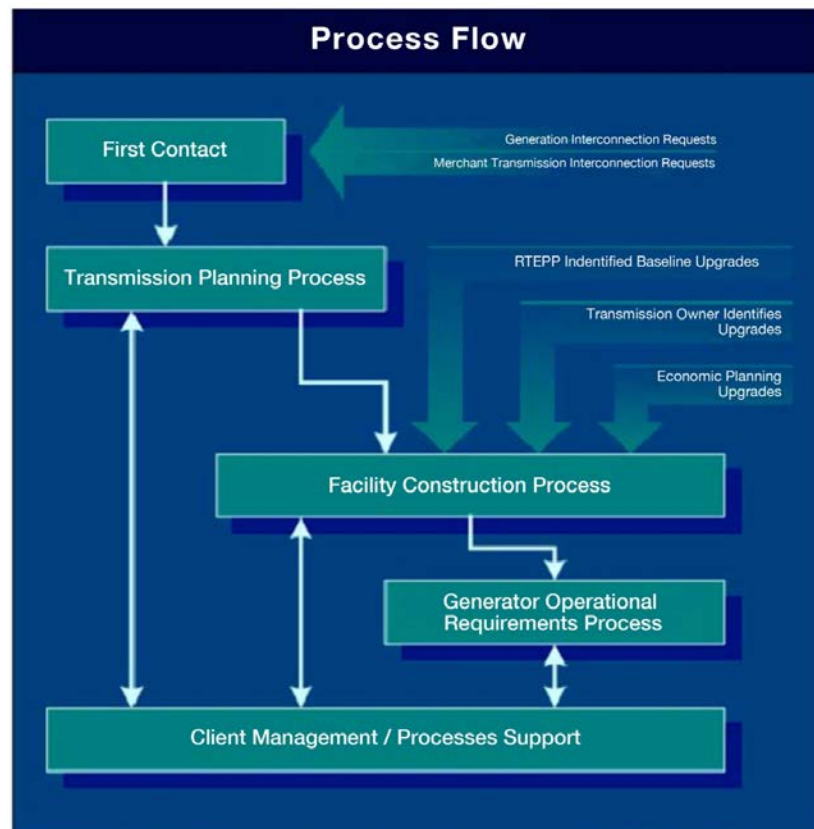 Process Flow
First Contact
Generation Interconnection Requests
Merchant Transmission Interconnection Requests
Transmission Planning Process
RTEPP Indentified Baseline Upgrades
Transmission Owner Identifies
Upgrades
Economic Planning
Upgrades
Facility Construction Process
Generator Operational
Requirements Process
Client Management / Processes Support